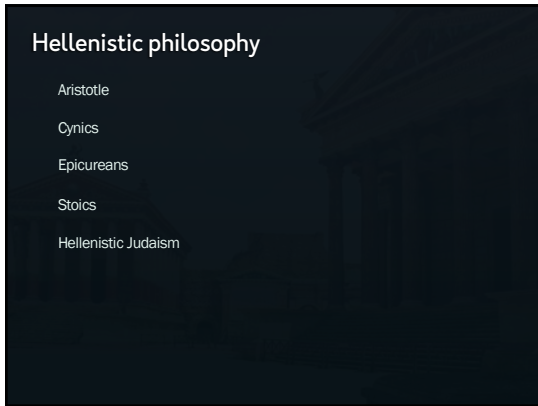 Hellenistic philosophy
Aristotle
Cynics
Epicureans
Stoics
Hellenistic Judaism